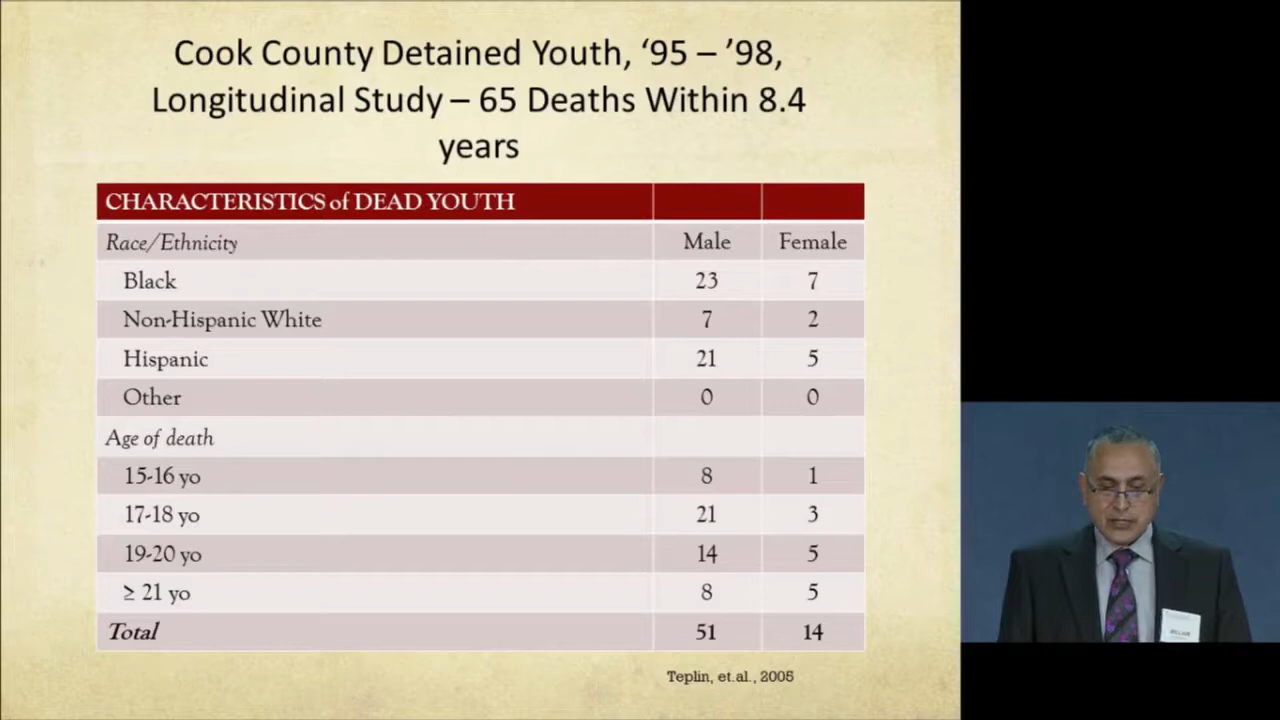 Cook County Detained Youth, ‘95 – ’98,
Longitudinal Study – 65 Deaths Within 8.4
years
CHARACTERISTICS of DEAD YOUTH
Race/Ethnicity Male Female
Black 23 7
Non-Hispanic White 7 2
Hispanic 21 5
Other 0 0
Age of death
15-16 yo 8 1
17-18 yo 21 3
19-20 yo 14 5
≥ 21 yo 8 5
Total 51 14
Teplin, et.al., 2005